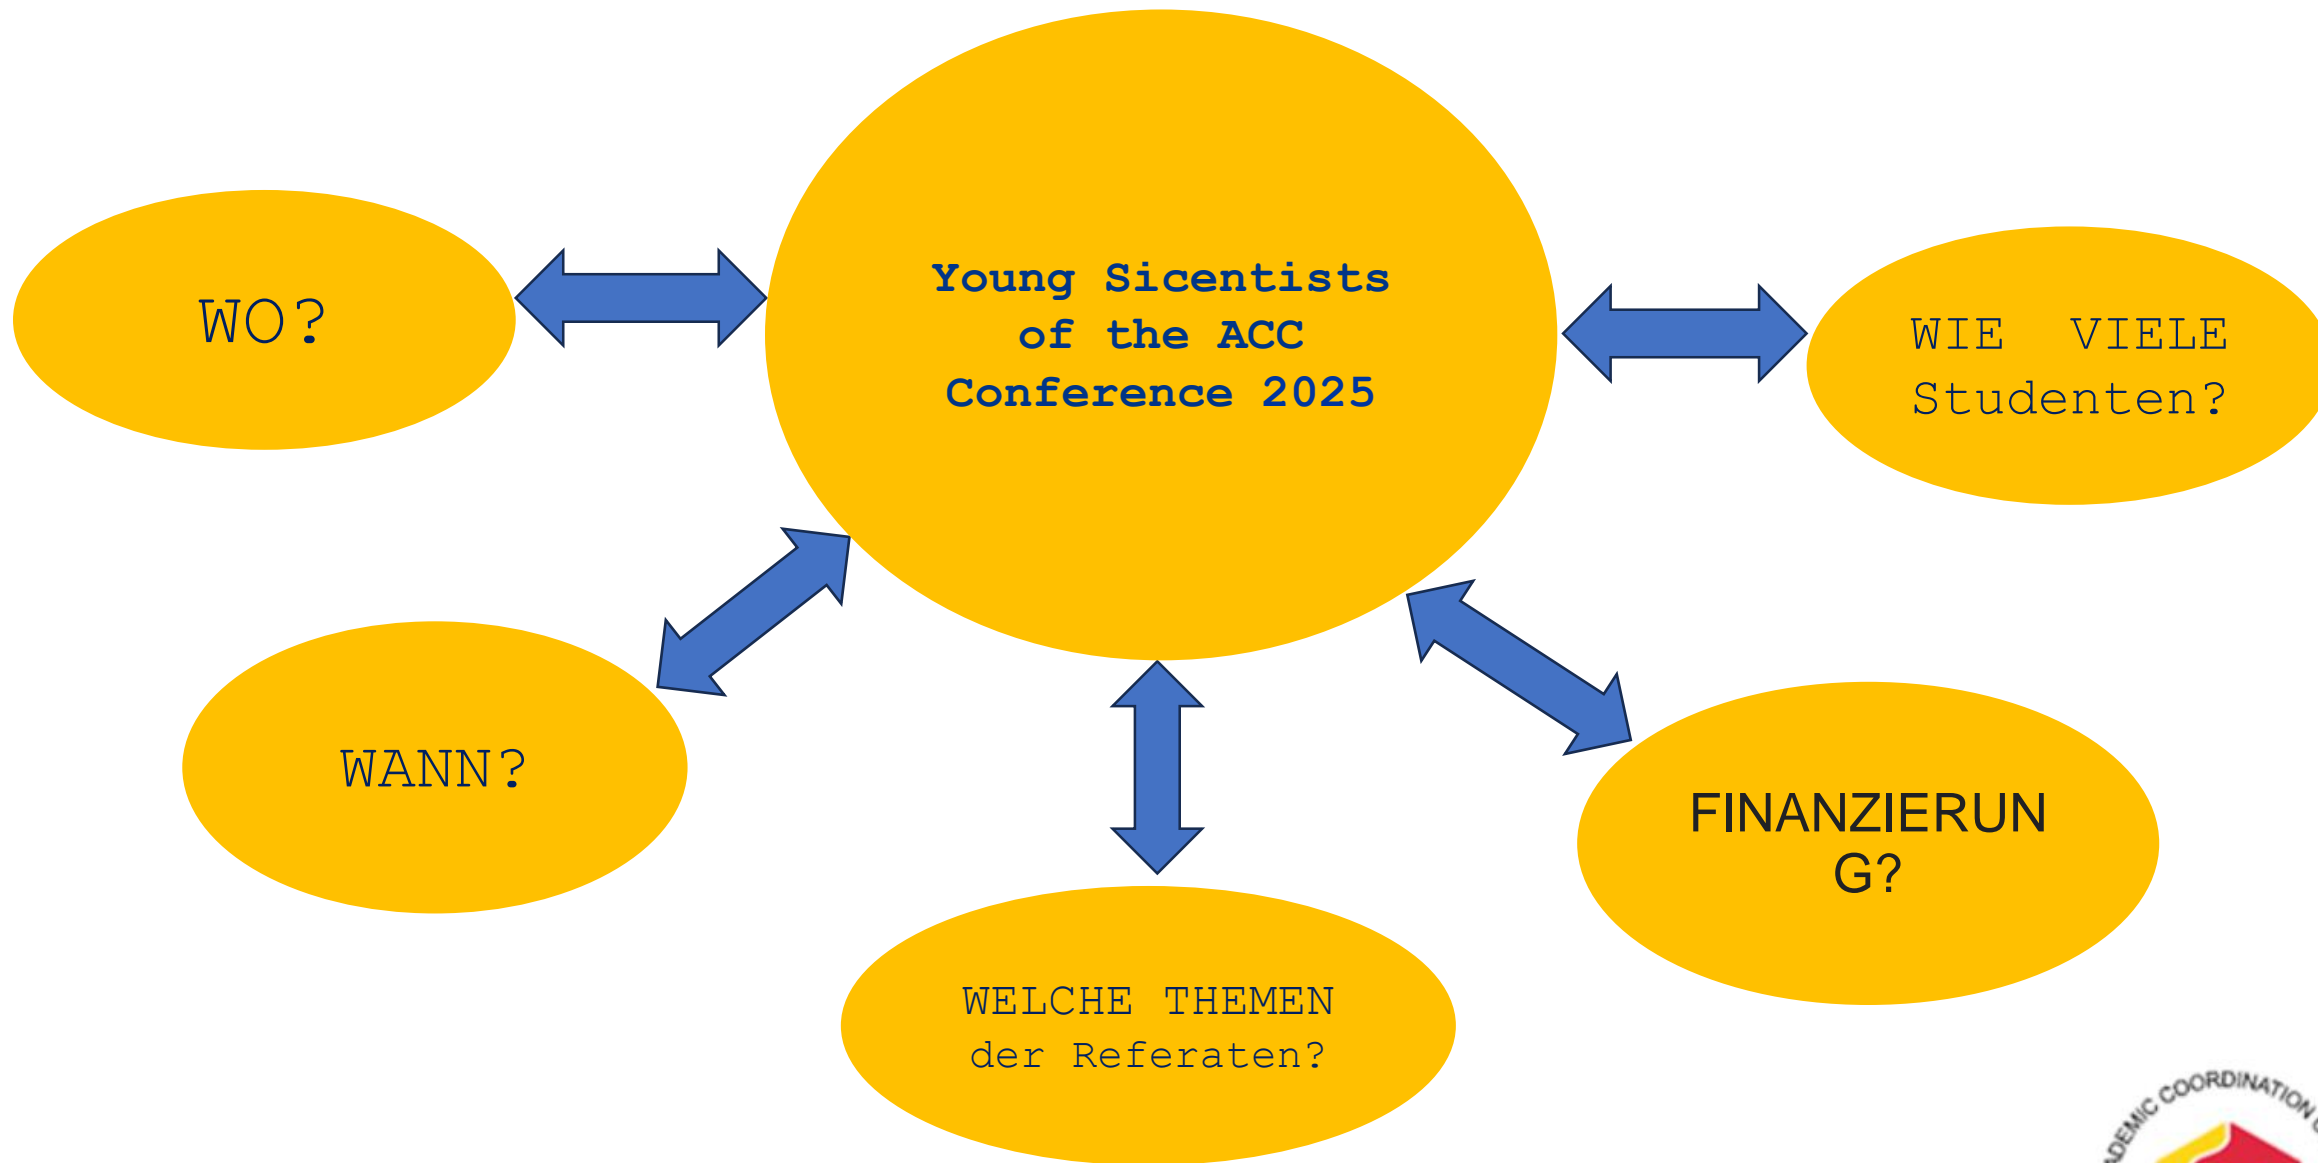 Young Sicentists
of the ACC
Conference 2025
WO?
WIE VIELE
Studenten?
WANN?
FINANZIERUN
G?
WELCHE THEMEN
der Referaten?
COORDINATION